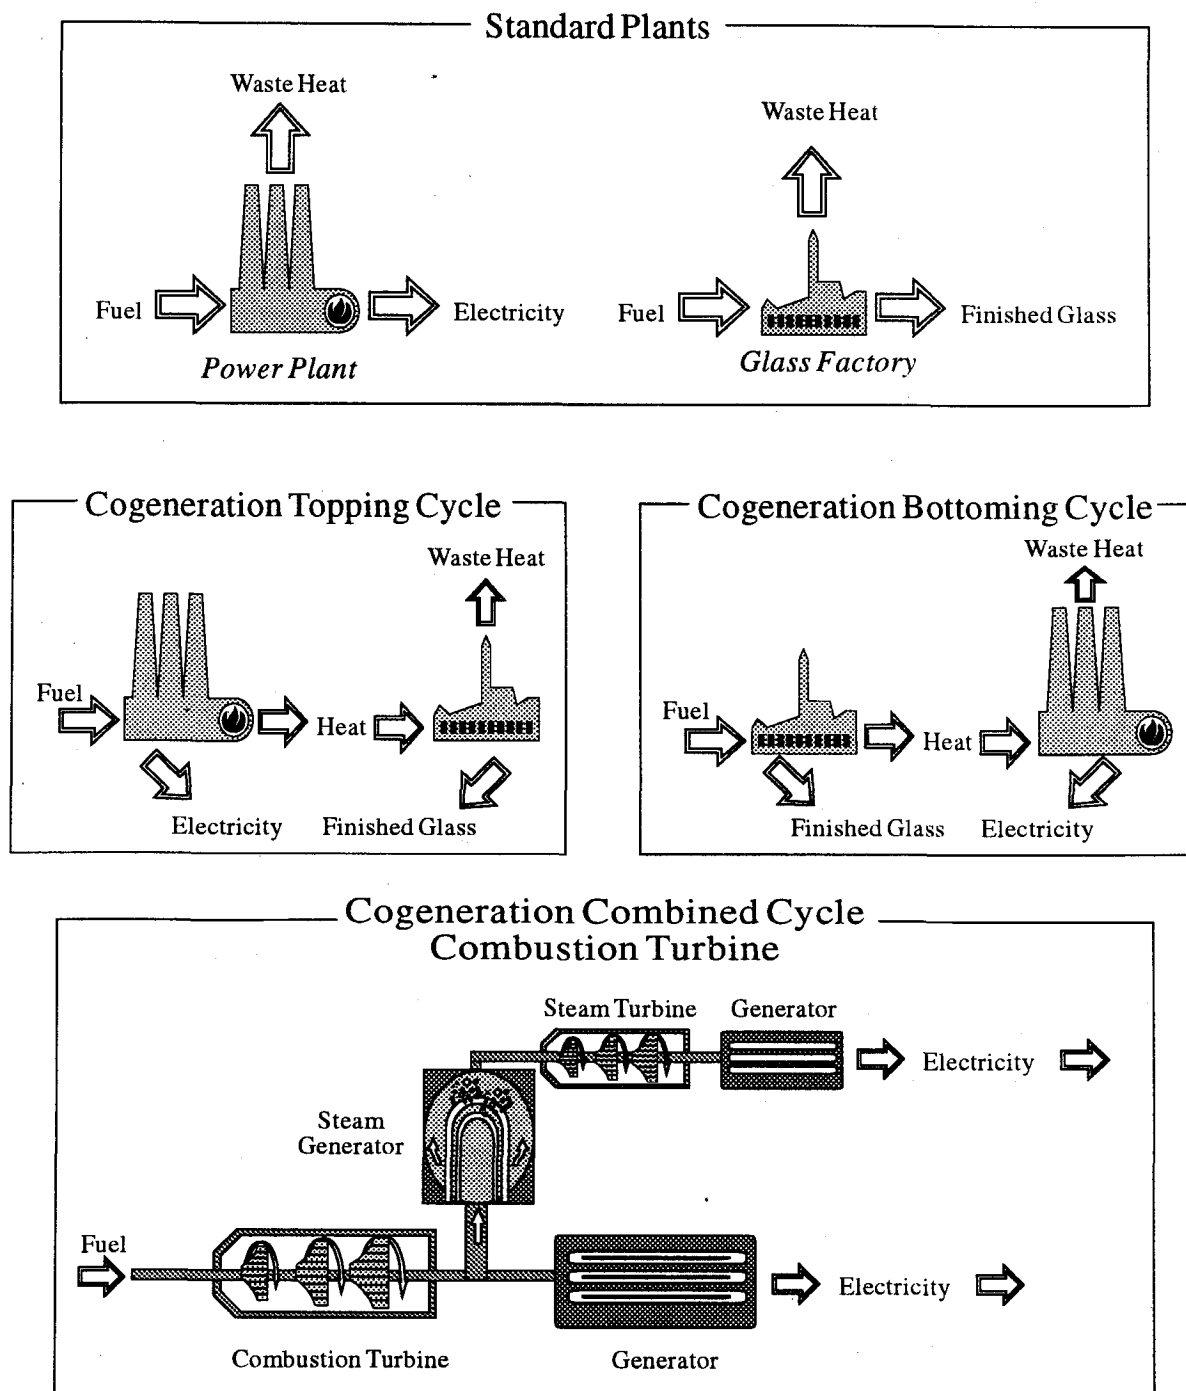 Standard Plants
Waste Heat
Waste Heat
Fuel
Electricity
Fuel
Finished Glass
Power Plant
Glass Factory
Cogeneration Topping Cycle
Waste Heat
Fuel
Heat
Electricity
Finished Glass
Cogeneration Bottoming Cycle
Waste Heat
Fuel
Heat
Finished Glass
Electricity
Cogeneration Combined Cycle
Combustion Turbine
Steam Turbine
Generator
Electricity
Steam
Generator
Fuel
Electricity
Combustion Turbine
Generator